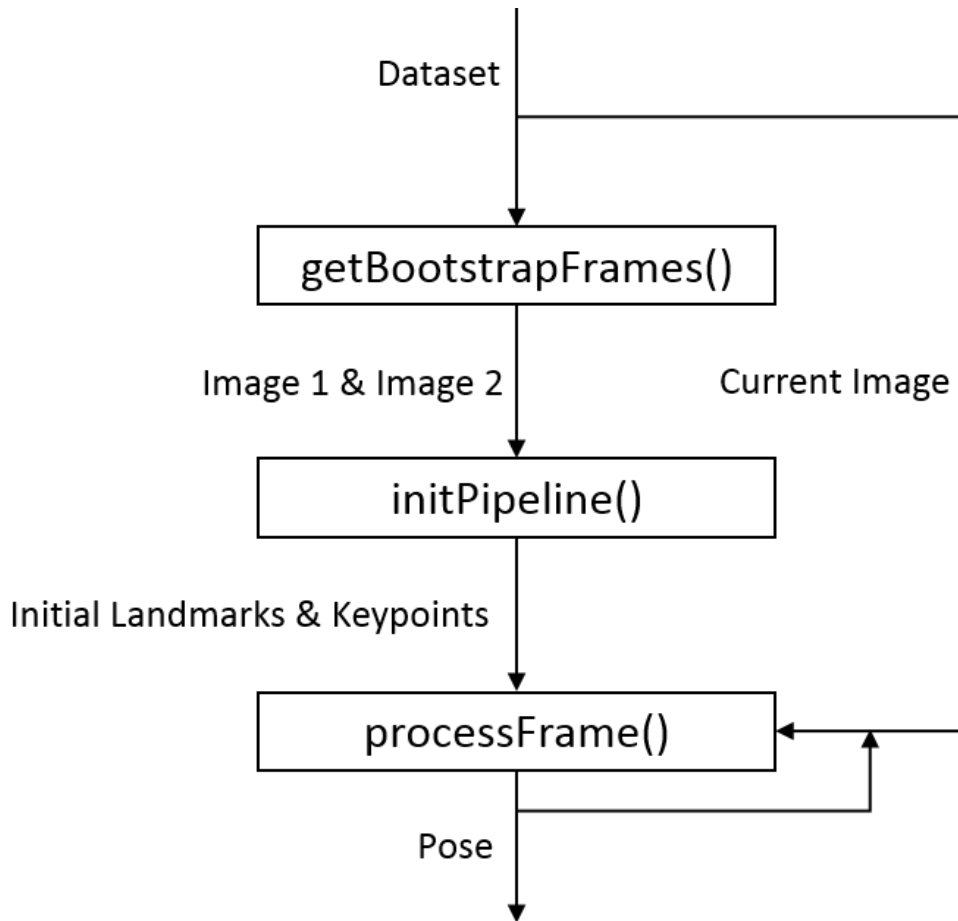 Dataset
getBootstrapFrames()
Image 1 & Image 2
Current Image
initPipeline()
Initial Landmarks & Keypoints
processFrame()
Pose